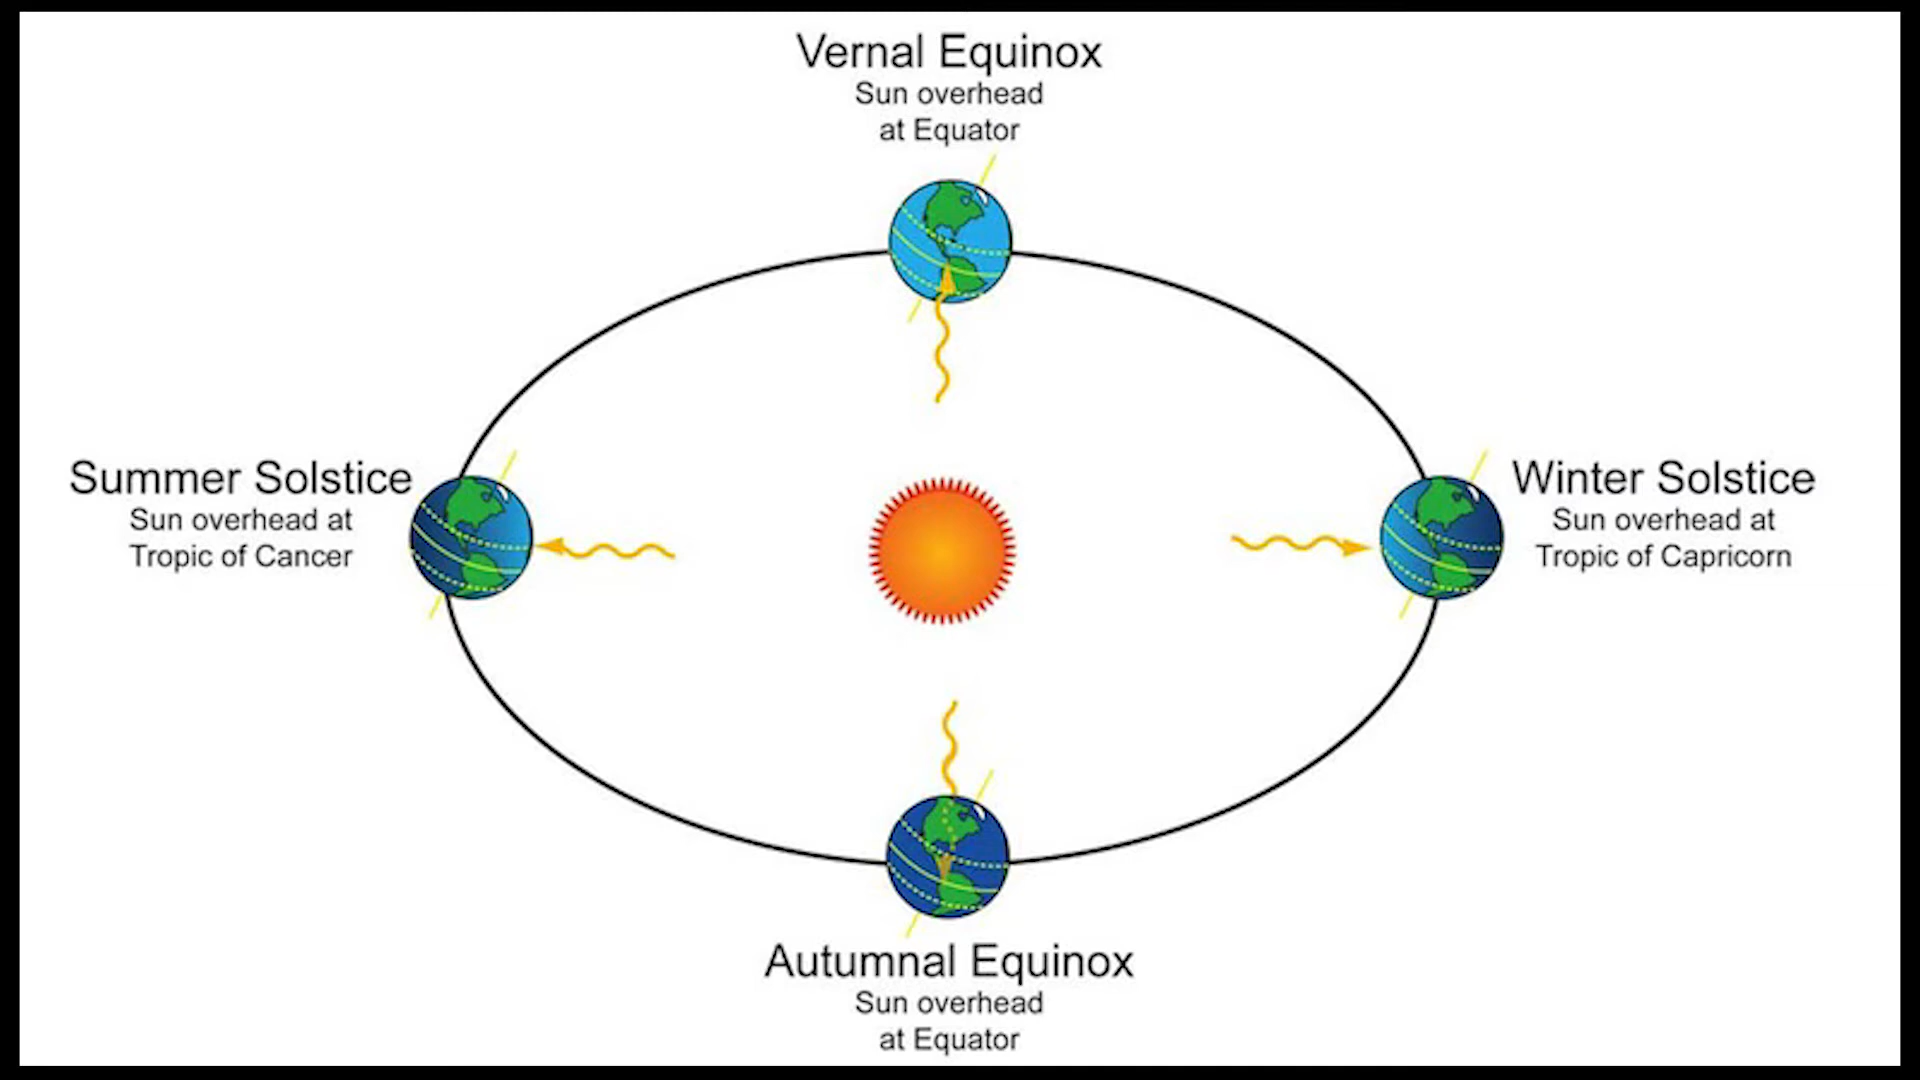 Vernal Equinox
Sun overhead
at Equator
Summer Solstice
Sun overhead at
Tropic of Cancer
Winter Solstice
Sun overhead at
Tropic of Capricorn
Autumnal Equinox
Sun overhead
at Equator